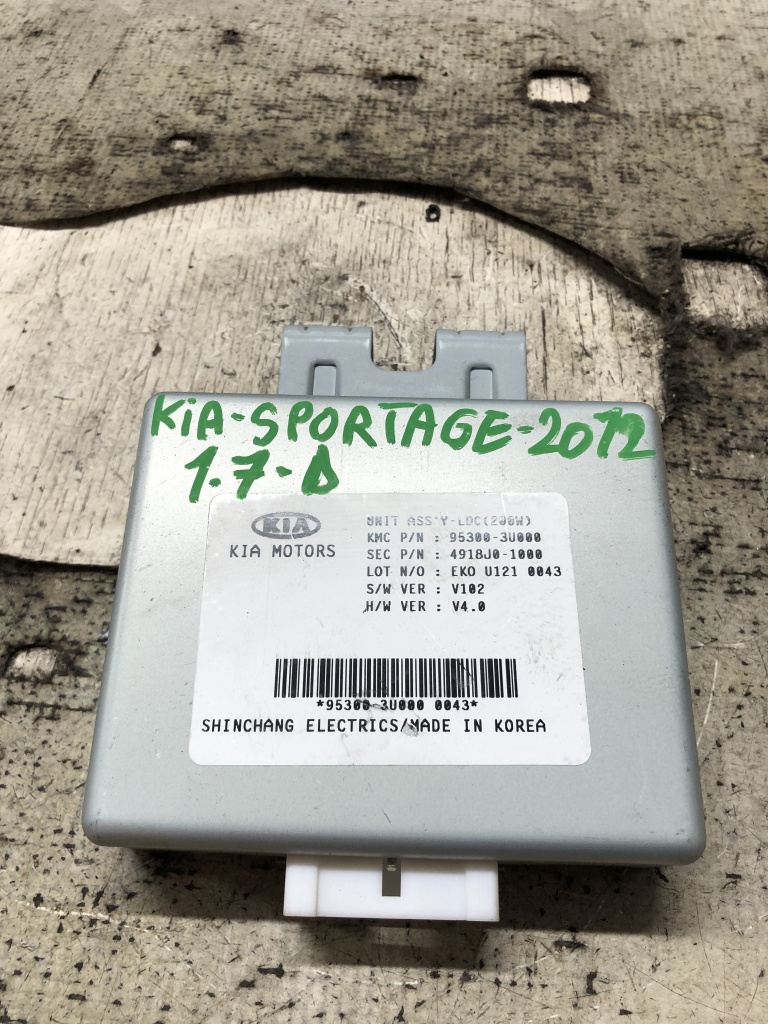 KiA-SPORTAGE-2012
1.7-D
KIA
KIA MOTORS
UNIT ASS'Y-LDC(200W)
KMC P/N : 95300-3U000
SEC P/N : 4918J0-1000
LOT N/O : EKO U121 0043
S/W VER : V102
H/W VER : V4.0
*95300-3U000 0043*
SHINCHANG ELECTRICS/MADE IN KOREA